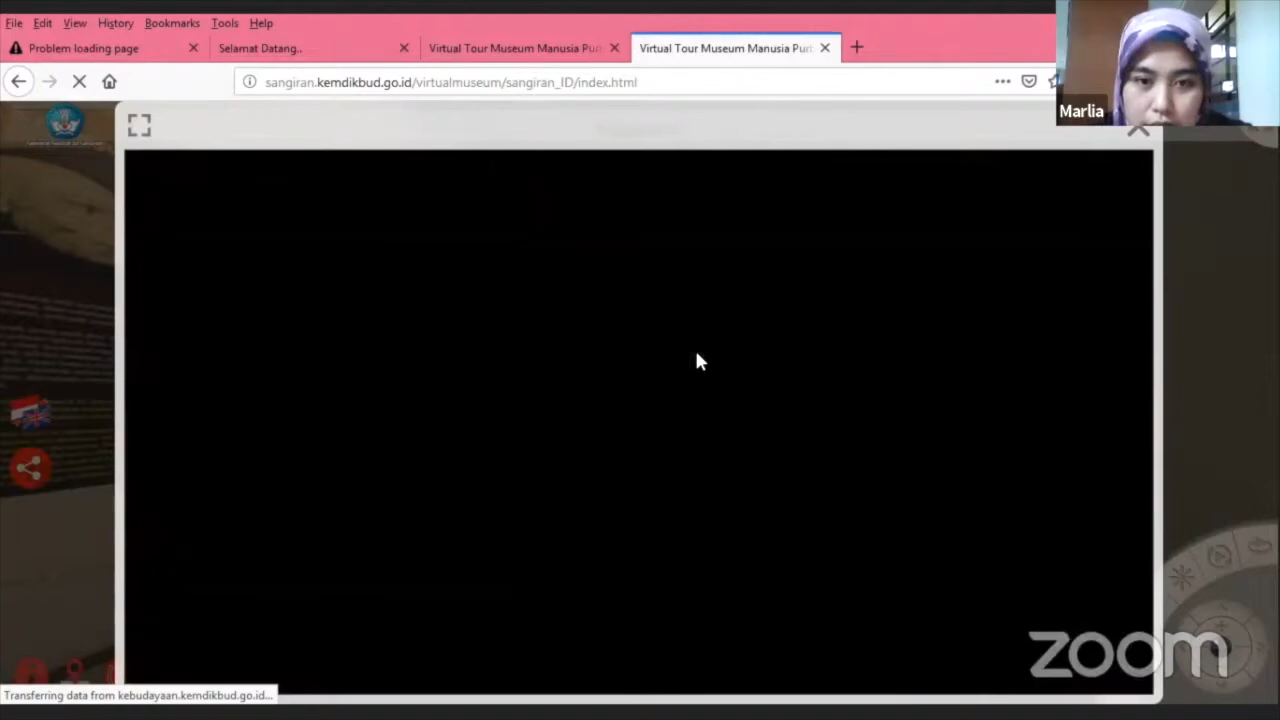 File Edit View History Bookmarks Tools Help
Problem loading page
Selamat Datang..
Virtual Tour Museum Manusia Pur
Virtual Tour Museum Manusia Pur
sangiran.kemdikbud.go.id/virtualmuseum/sangiran_ID/index.html
Marlia
zoom
Transferring data from kebudayaan.kemdikbud.go.id...